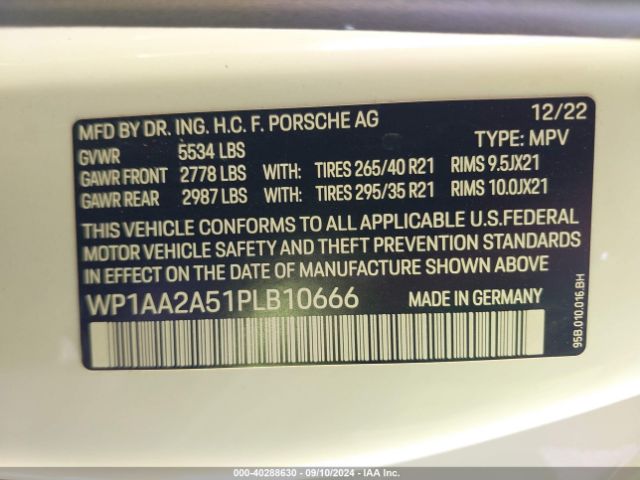 MFD BY DR. ING. H.C. F. PORSCHE AG 12/22
GVWR 5534 LBS TYPE: MPV
GAWR FRONT 2778 LBS WITH: TIRES 265/40 R21 RIMS 9.5JX21
GAWR REAR 2987 LBS WITH: TIRES 295/35 R21 RIMS 10.0JX21
THIS VEHICLE CONFORMS TO ALL APPLICABLE U.S.FEDERAL
MOTOR VEHICLE SAFETY AND THEFT PREVENTION STANDARDS
IN EFFECT ON THE DATE OF MANUFACTURE SHOWN ABOVE
WP1AA2A51PLB10666 MADE IN GERMANY
95B.010.016.BH
000-40288630 - 09/10/2024 - IAA Inc.